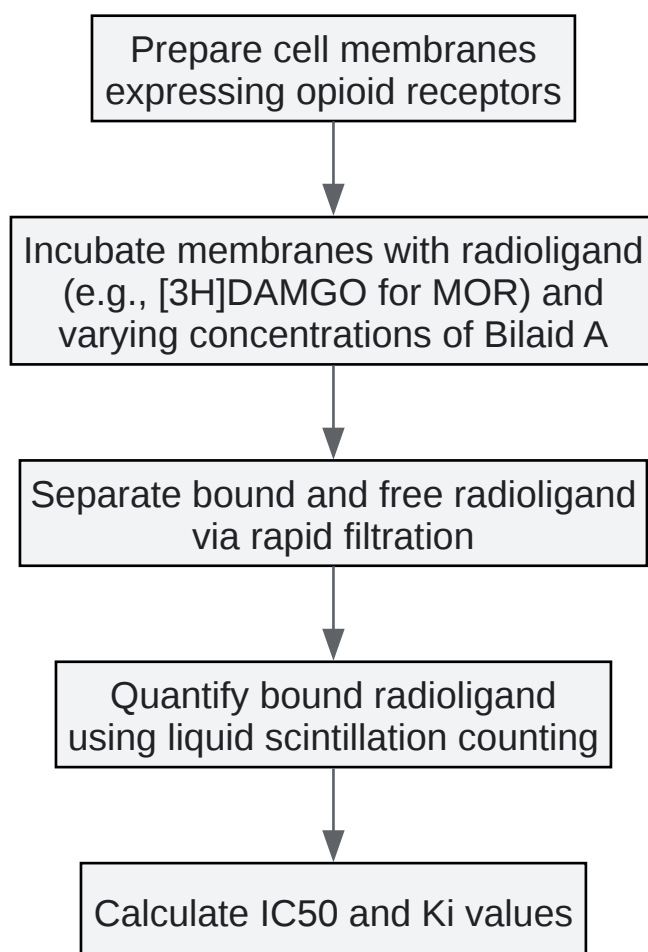 Prepare cell membranes
expressing opioid receptors
Incubate membranes with radioligand
(e.g., [3H]DAMGO for MOR) and
varying concentrations of Bilaid A
Separate bound and free radioligand
via rapid filtration
Quantify bound radioligand
using liquid scintillation counting
Calculate IC50 and Ki values